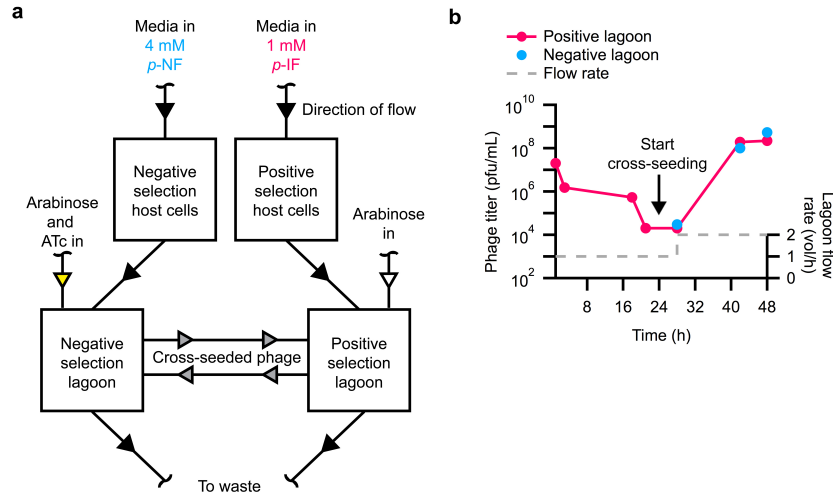 a
Media in
4 mM
p-NF
Media in
1 mM
p-IF
Direction of flow
Negative
selection
host cells
Positive
selection
host cells
Arabinose
and
ATc in
Arabinose
in
Negative
selection
lagoon
Cross-seeded phage
Positive
selection
lagoon
To waste
b
Positive lagoon
Negative lagoon
Flow rate
Phage titer (pfu/mL)
10^10
10^8
10^6
10^4
10^2
Start
cross-seeding
2
1
0
Lagoon flow
rate (vol/h)
8 16 24 32 40 48
Time (h)